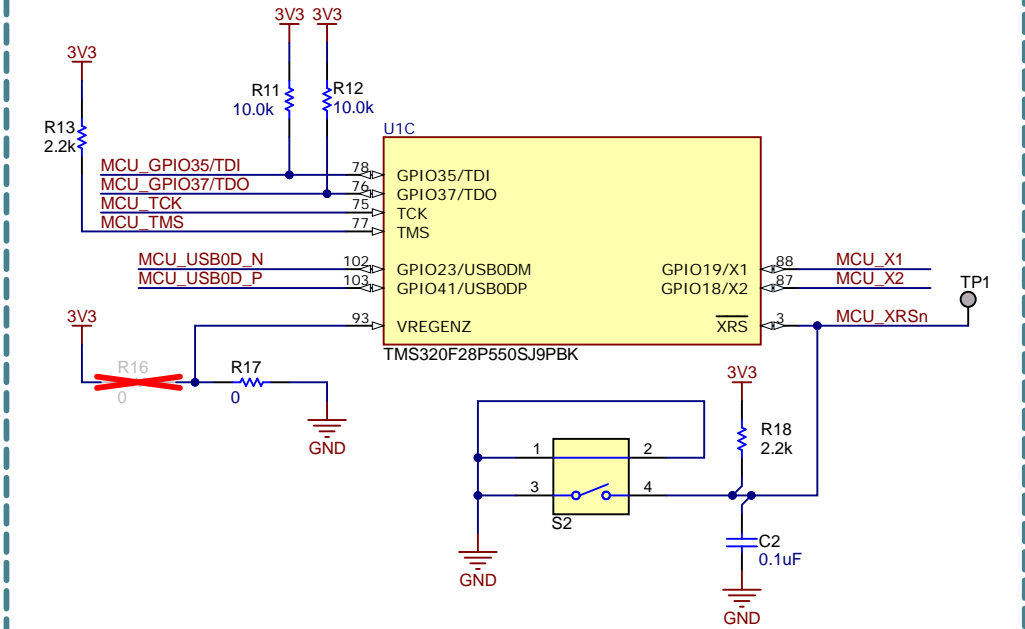 3V3 3V3
3V3
R11 R12
10.0k 10.0k
R13
2.2k
U1C
MCU_GPIO35/TDI 78 GPIO35/TDI
MCU_GPIO37/TDO 76 GPIO37/TDO
MCU_TCK 75 TCK
MCU_TMS 77 TMS
MCU_USB0D_N 102 GPIO23/USB0DM GPIO19/X1 88 MCU_X1
MCU_USB0D_P 103 GPIO41/USB0DP GPIO18/X2 87 MCU_X2
TP1
3V3 93 VREGENZ XRS 3 MCU_XRSn
TMS320F28P550SJ9PBK
R16 R17
0 0
GND
3V3
R18
2.2k
1 2
3 4
S2
C2
0.1uF
GND
GND